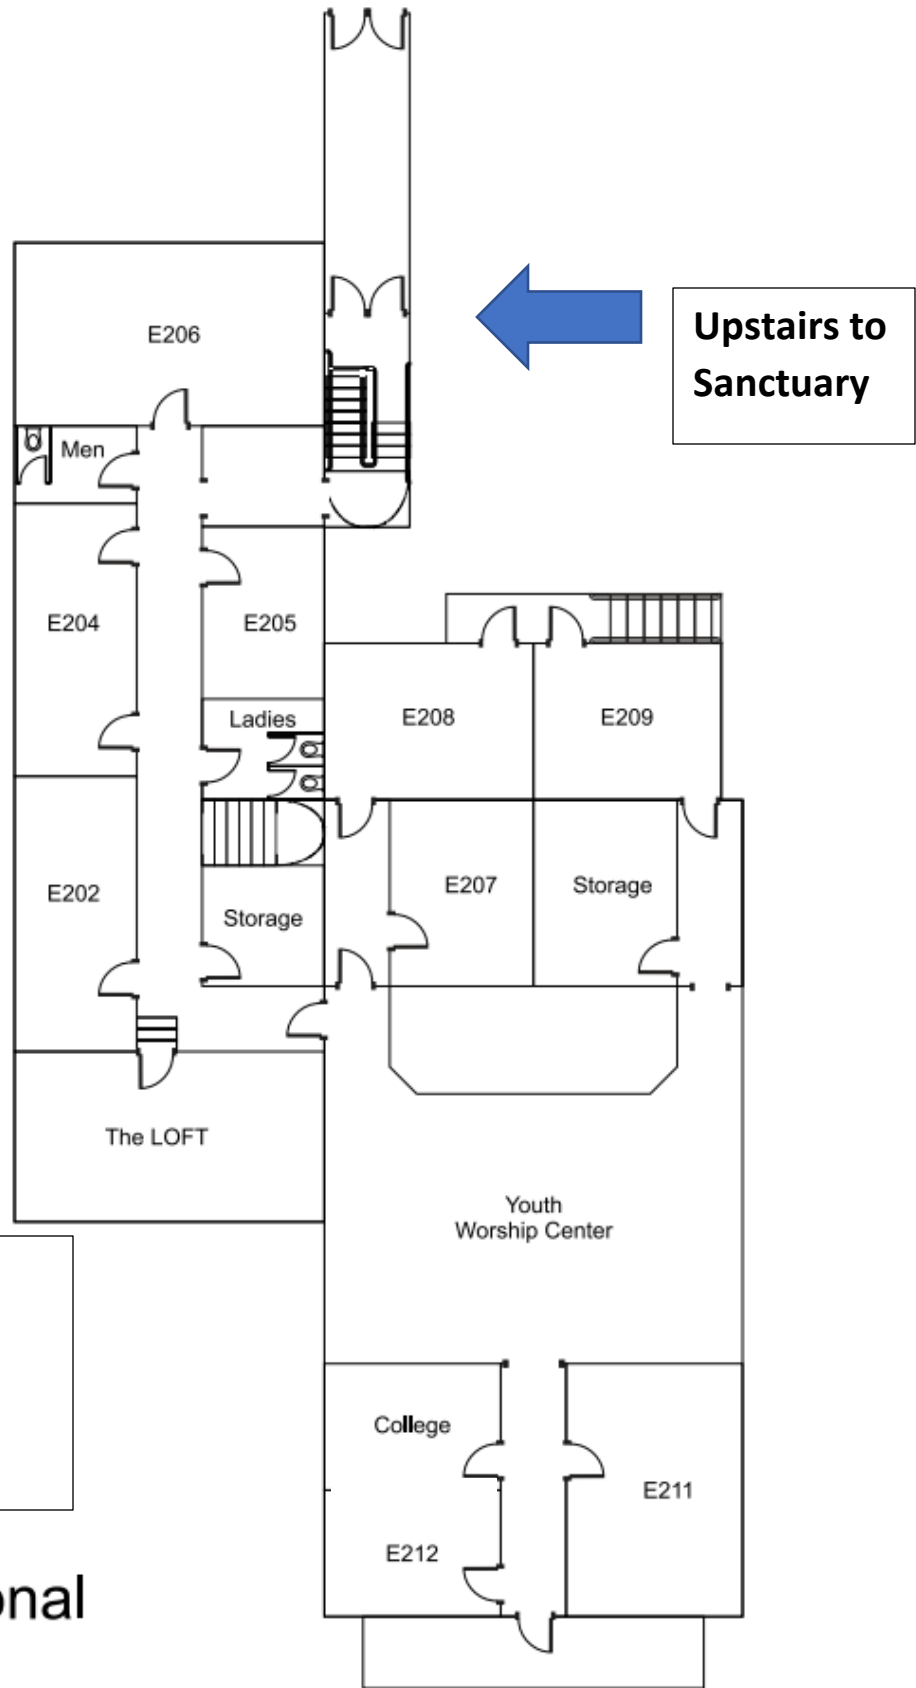 Upstairs to
Sanctuary
E206
Men
E204
E205
Ladies
E208
E209
E202
Storage
E207
Storage
The LOFT
Youth
Worship Center
College
E211
E212
onal